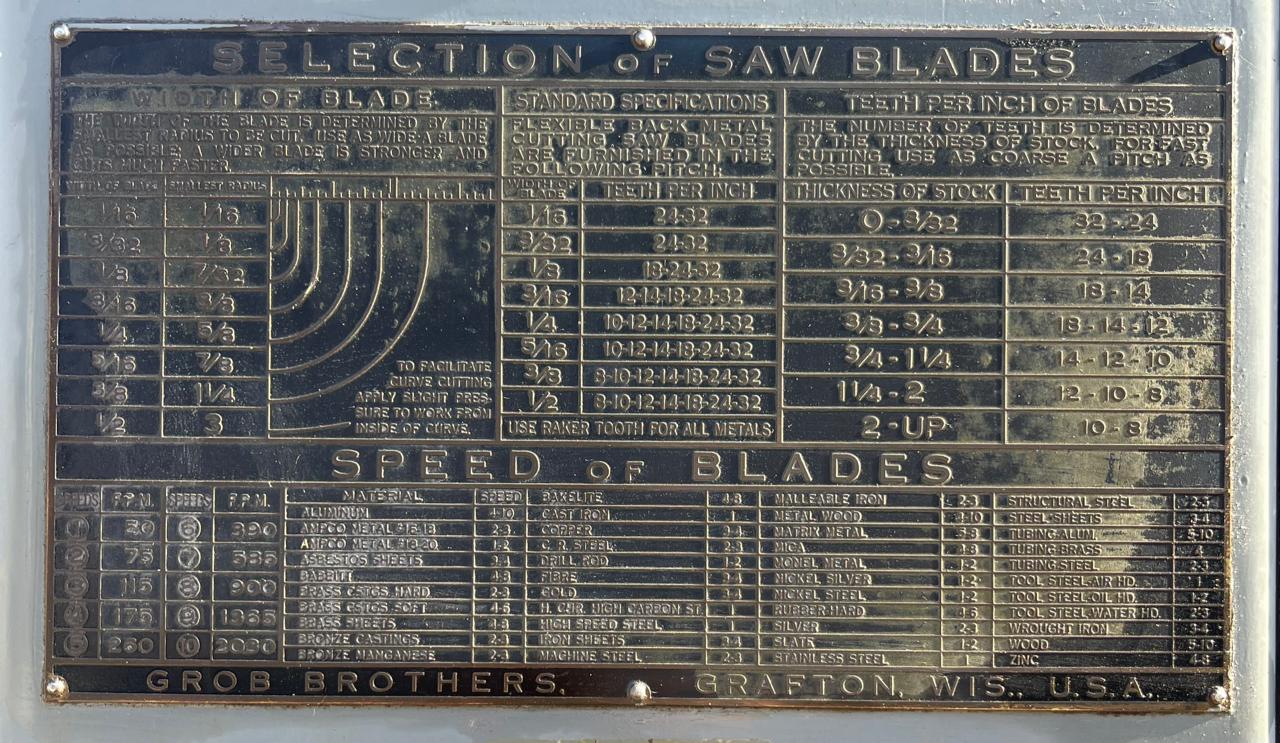 SELECTION OF SAW BLADES
WIDTH OF BLADE.
THE WIDTH OF THE BLADE IS DETERMINED BY THE
SMALLEST RADIUS TO BE CUT. USE AS WIDE A BLADE
AS POSSIBLE, A WIDER BLADE IS STRONGER AND
CUTS MUCH FASTER.
WIDTH OF BLADE SMALLEST RADIUS
1/16 1/16
3/32 1/8
1/8 7/32
3/16 3/8
1/4 5/8
5/16 7/8
3/8 1 1/4
1/2 3
TO FACILITATE
CURVE CUTTING
APPLY SLIGHT PRES-
SURE TO WORK FROM
INSIDE OF CURVE.
STANDARD SPECIFICATIONS
FLEXIBLE BACK METAL
CUTTING SAW BLADES
ARE FURNISHED IN THE
FOLLOWING PITCH:
WIDTH OF BLADE TEETH PER INCH
1/16 24-32
3/32 24-32
1/8 18-24-32
3/16 12-14-18-24-32
1/4 10-12-14-18-24-32
5/16 10-12-14-18-24-32
3/8 8-10-12-14-18-24-32
1/2 8-10-12-14-18-24-32
USE RAKER TOOTH FOR ALL METALS
TEETH PER INCH OF BLADES
THE NUMBER OF TEETH IS DETERMINED
BY THE THICKNESS OF STOCK. FOR FAST
CUTTING USE AS COARSE A PITCH AS
POSSIBLE.
THICKNESS OF STOCK TEETH PER INCH
0-3/32 32-24
3/32-3/16 24-18
3/16-3/8 18-14
3/8-3/4 18-14-12
3/4-1 1/4 14-12-10
1 1/4-2 12-10-8
2-UP 10-8
SPEED OF BLADES
SPEEDS F.P.M. SPEEDS F.P.M.
1 50 6 390
2 75 7 585
3 115 8 900
4 175 9 1365
5 260 10 2030
MATERIAL SPEED
ALUMINUM 4-10
AMPCO METAL #16-18 2-3
AMPCO METAL #18-20 1-2
ASBESTOS SHEETS
BABBITT 4-8
BRASS CSTGS HARD 2-3
BRASS CSTGS SOFT 4-6
BRASS SHEETS 4-8
BRONZE CASTINGS 2-3
BRONZE MANGANESE 2-3
BAKELITE 4-8
CAST IRON 1
COPPER 3-4
C. R. STEEL 2-3
DRILL ROD 1-2
FIBRE
GOLD
H. CHR. HIGH CARBON ST. 1
HIGH SPEED STEEL 1
IRON SHEETS 3-4
MACHINE STEEL 2-3
MALLEABLE IRON 2-3
METAL WOOD
MATRIX METAL
MICA
MONEL METAL 1-2
NICKEL SILVER 1-2
NICKEL STEEL 1-2
RUBBER-HARD 4-6
SILVER 2-3
SLATE 1-2
STAINLESS STEEL 1
STRUCTURAL STEEL 2-3
STEEL SHEETS 3-4
TUBING-ALUM. 5-10
TUBING-BRASS 4
TUBING-STEEL 2-3
TOOL STEEL-AIR HD. 1
TOOL STEEL-OIL HD. 1-2
TOOL STEEL-WATER HD. 2-3
WROUGHT IRON 3-4
WOOD 5-10
ZINC 4-8
GROB BROTHERS, GRAFTON, WIS., U.S.A.